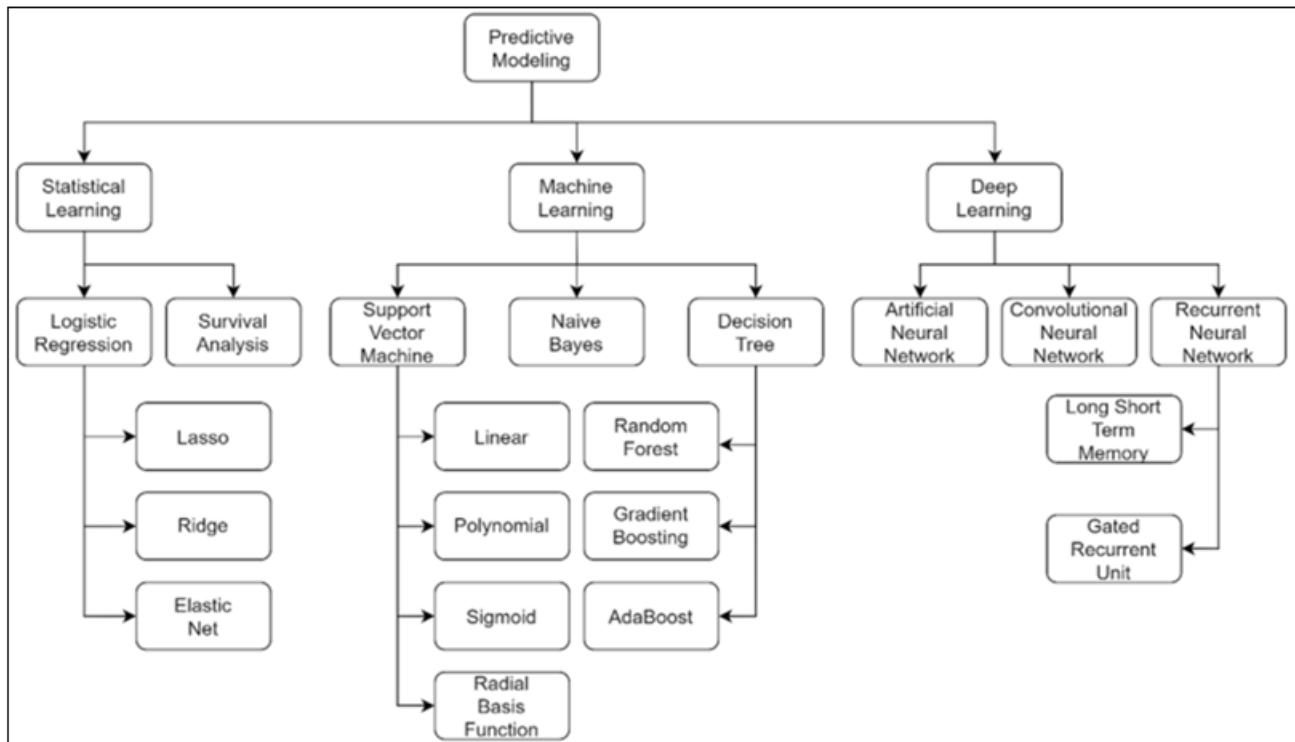 Predictive
Modeling
Statistical
Learning
Machine
Learning
Deep
Learning
Logistic
Regression
Survival
Analysis
Support
Vector
Machine
Naive
Bayes
Decision
Tree
Artificial
Neural
Network
Convolutional
Neural
Network
Recurrent
Neural
Network
Lasso
Ridge
Elastic
Net
Linear
Polynomial
Sigmoid
Radial
Basis
Function
Random
Forest
Gradient
Boosting
AdaBoost
Long Short
Term
Memory
Gated
Recurrent
Unit